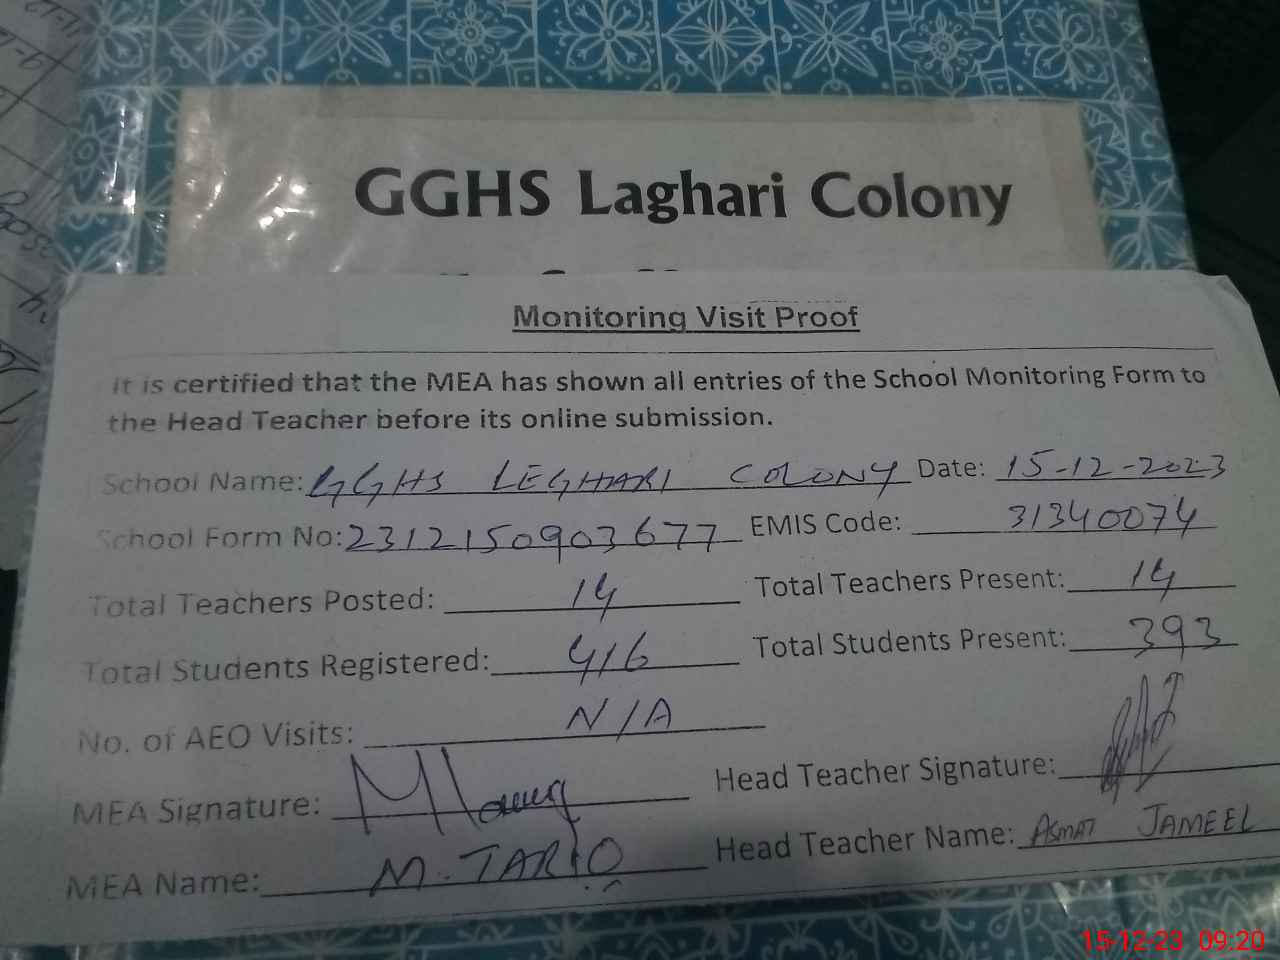 GGHS Laghari Colony
Monitoring Visit Proof
It is certified that the MEA has shown all entries of the School Monitoring Form to
the Head Teacher before its online submission.
School Name: GGHS LEGHARI COLONY Date: 15-12-2023
School Form No: 2312150903677 EMIS Code: 31340074
Total Teachers Posted: 14 Total Teachers Present: 14
Total Students Registered: 416 Total Students Present: 393
No. of AEO Visits: N/A
MEA Signature: Head Teacher Signature:
MEA Name: M. TARIQ Head Teacher Name: ASMAT JAMEEL
15-12-23 09:20